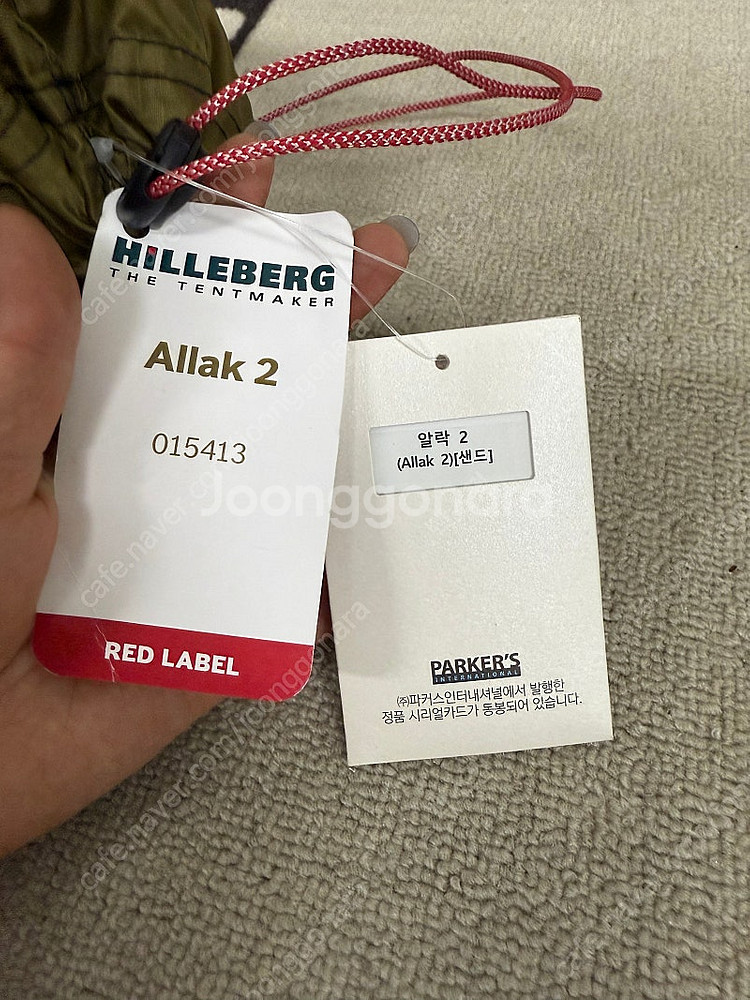 HILLEBERG
THE TENTMAKER
Allak 2
015413
RED LABEL
알락 2
(Allak 2)[샌드]
PARKER'S
INTERNATIONAL
㈜파커스인터내셔널에서 발행한
정품 시리얼카드가 동봉되어 있습니다.
Joonggonara